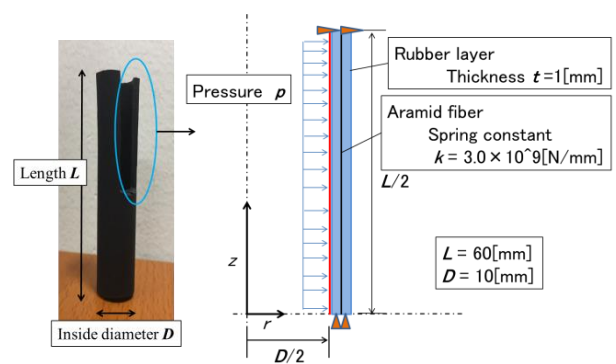 Length L
Inside diameter D
Pressure p
z
r
D/2
L/2
Rubber layer
Thickness t=1[mm]
Aramid fiber
Spring constant
k = 3.0×10^9[N/mm]
L = 60[mm]
D = 10[mm]